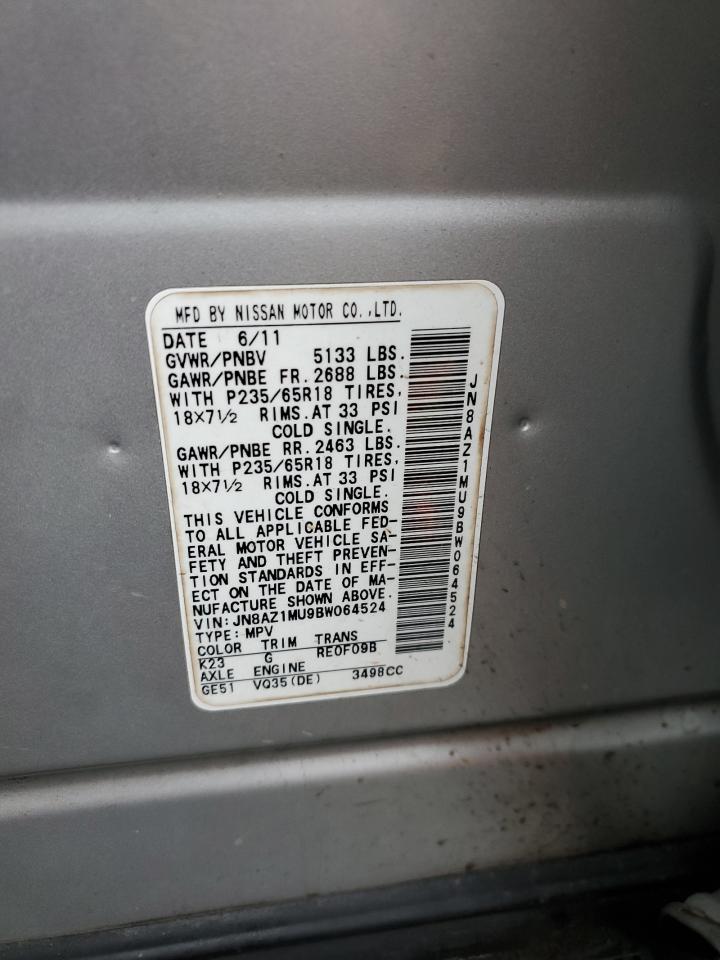 MFD BY NISSAN MOTOR CO.,LTD.
DATE 6/11
GVWR/PNBV 5133 LBS.
GAWR/PNBE FR. 2688 LBS.
WITH P235/65R18 TIRES,
18×7½ RIMS.AT 33 PSI
COLD SINGLE.
GAWR/PNBE RR. 2463 LBS.
WITH P235/65R18 TIRES,
18×7½ RIMS.AT 33 PSI
COLD SINGLE.
THIS VEHICLE CONFORMS
TO ALL APPLICABLE FED-
ERAL MOTOR VEHICLE SA-
FETY AND THEFT PREVEN-
TION STANDARDS IN EFF-
ECT ON THE DATE OF MA-
NUFACTURE SHOWN ABOVE.
VIN:JN8AZ1MU9BW064524
TYPE: MPV
COLOR TRIM TRANS
K23 G RE0F09B
AXLE ENGINE
GE51 VQ35(DE) 3498CC
JN8AZ1MU9BW064524